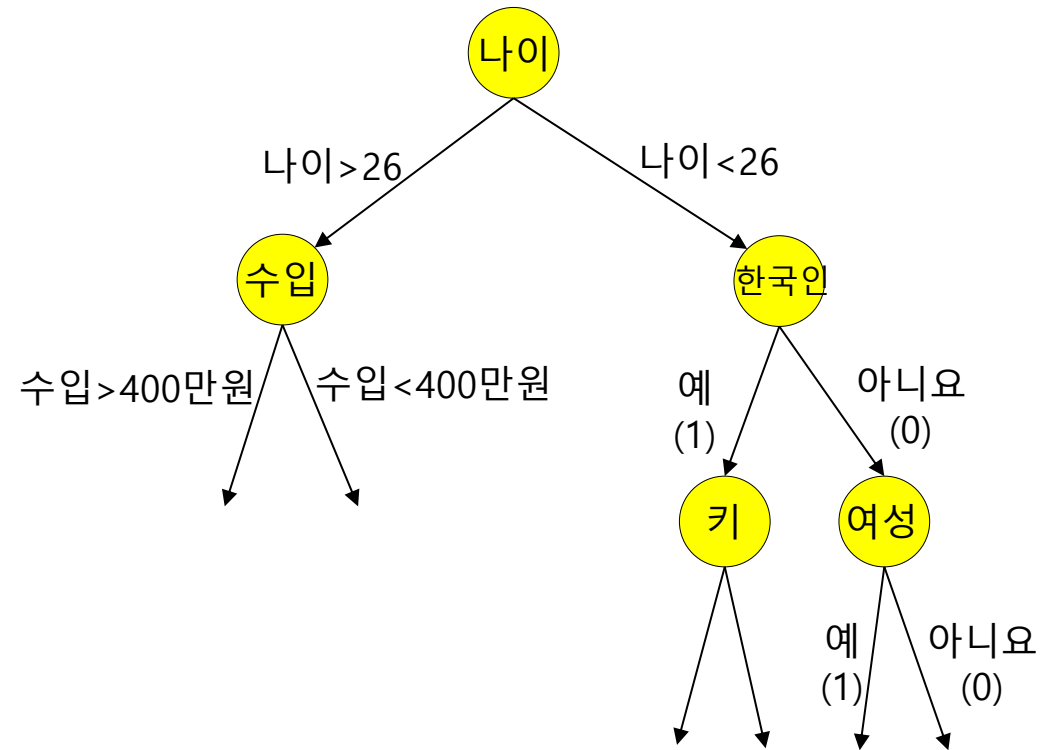 나이
나이>26
나이<26
수입
한국인
수입>400만원
수입<400만원
예
(1)
아니요
(0)
키
여성
예
(1)
아니요
(0)